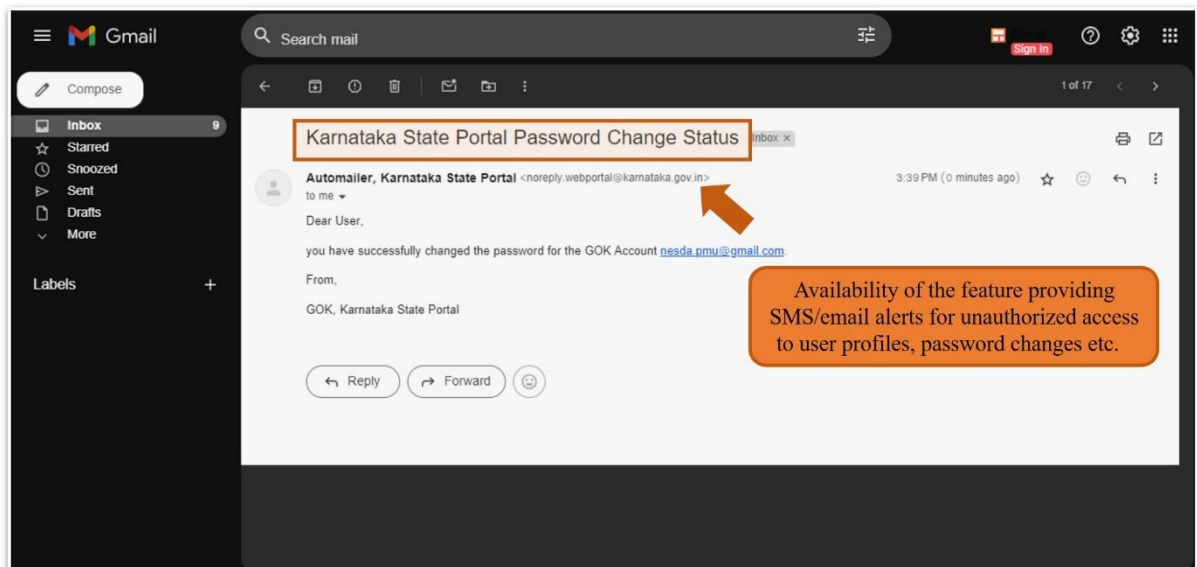 Gmail
Search mail
Sign In
Compose
1 of 17
Inbox 9
Starred
Snoozed
Sent
Drafts
More
Labels +
Karnataka State Portal Password Change Status
Inbox ×
Automailer, Karnataka State Portal <noreply.webportal@karnataka.gov.in>
3:39 PM (0 minutes ago)
to me
Dear User,
you have successfully changed the password for the GOK Account nesda.pmu@gmail.com.
From,
GOK, Karnataka State Portal
Availability of the feature providing
SMS/email alerts for unauthorized access
to user profiles, password changes etc.
Reply
Forward